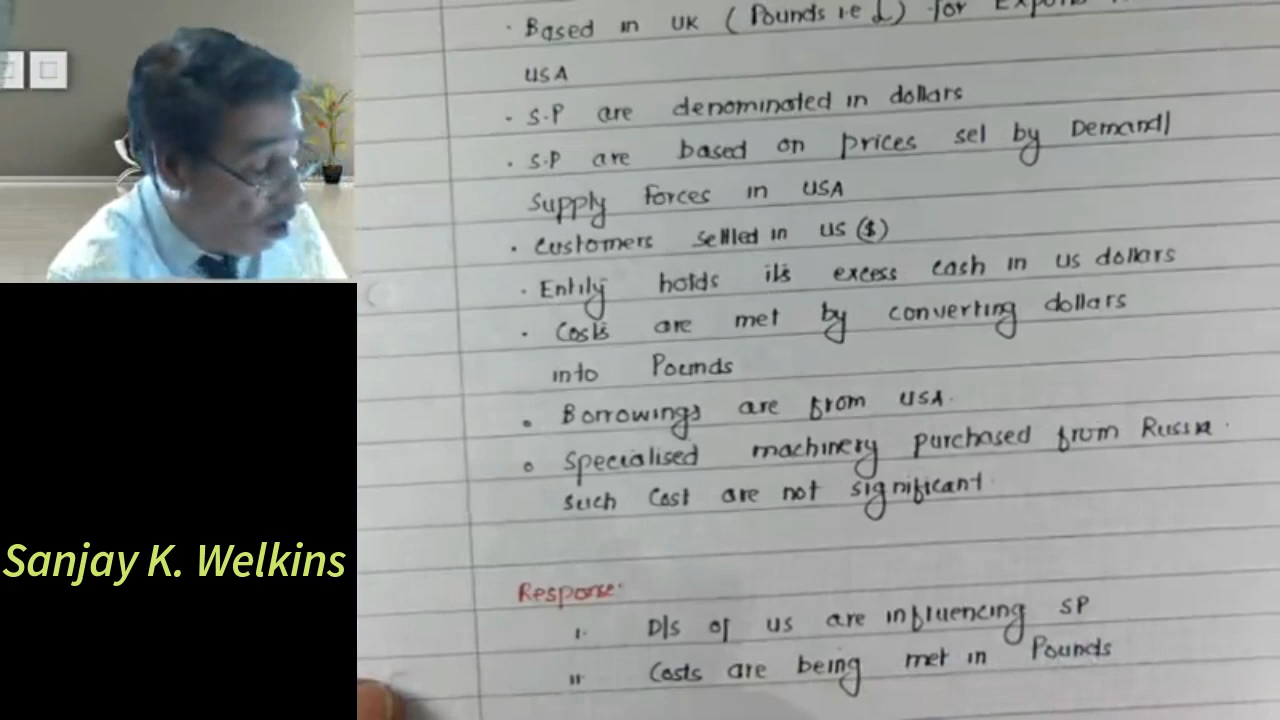 · Based in UK (Pounds i.e £) for
USA
· S.P are denominated in dollars
· S.P are based on prices set by Demand/
Supply forces in USA
· Customers settled in US ($)
· Entity holds its excess cash in US dollars
· Costs are met by converting dollars
into Pounds
• Borrowings are from USA.
• Specialised machinery purchased from Russia.
Such cost are not significant.
Response:
i. D/S of US are influencing SP
ii Costs are being met in Pounds
Sanjay K. Welkins